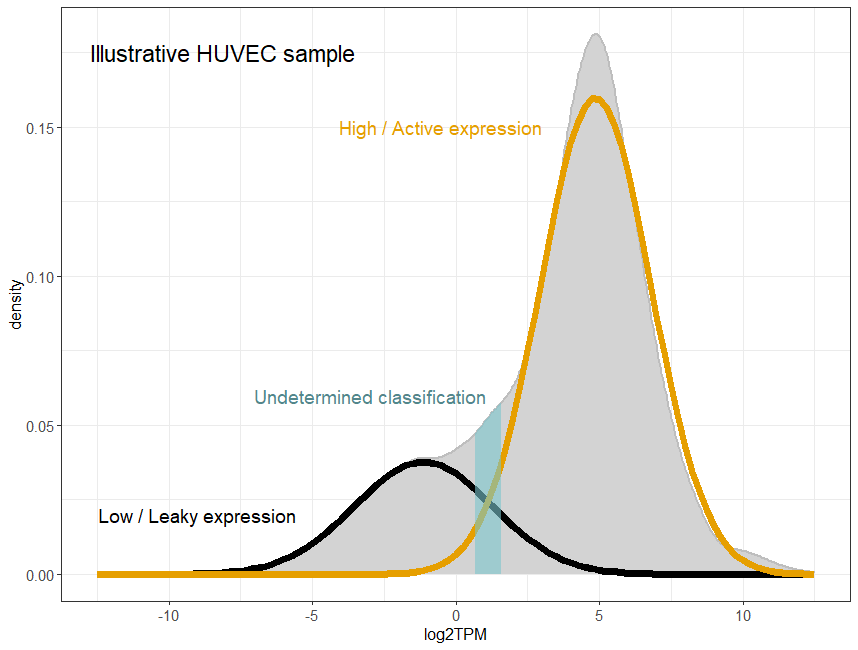 Illustrative HUVEC sample
High / Active expression
Undetermined classification
Low / Leaky expression
density
0.15
0.10
0.05
0.00
-10
-5
0
5
10
log2TPM